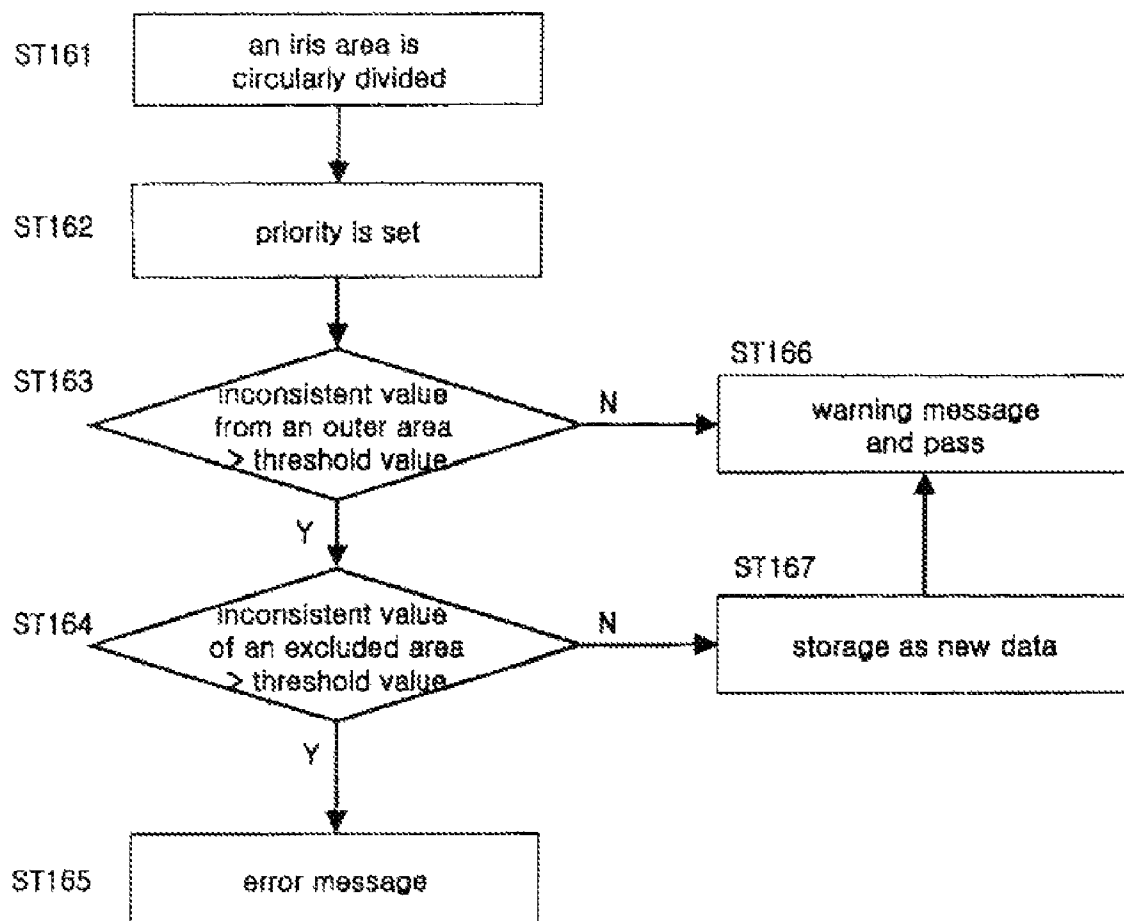 ST161
an iris area is
circularly divided
ST162
priority is set
ST163
inconsistent value
from an outer area
> threshold value
N
ST166
warning message
and pass
Y
ST164
inconsistent value
of an excluded area
> threshold value
N
ST167
storage as new data
Y
ST165
error message